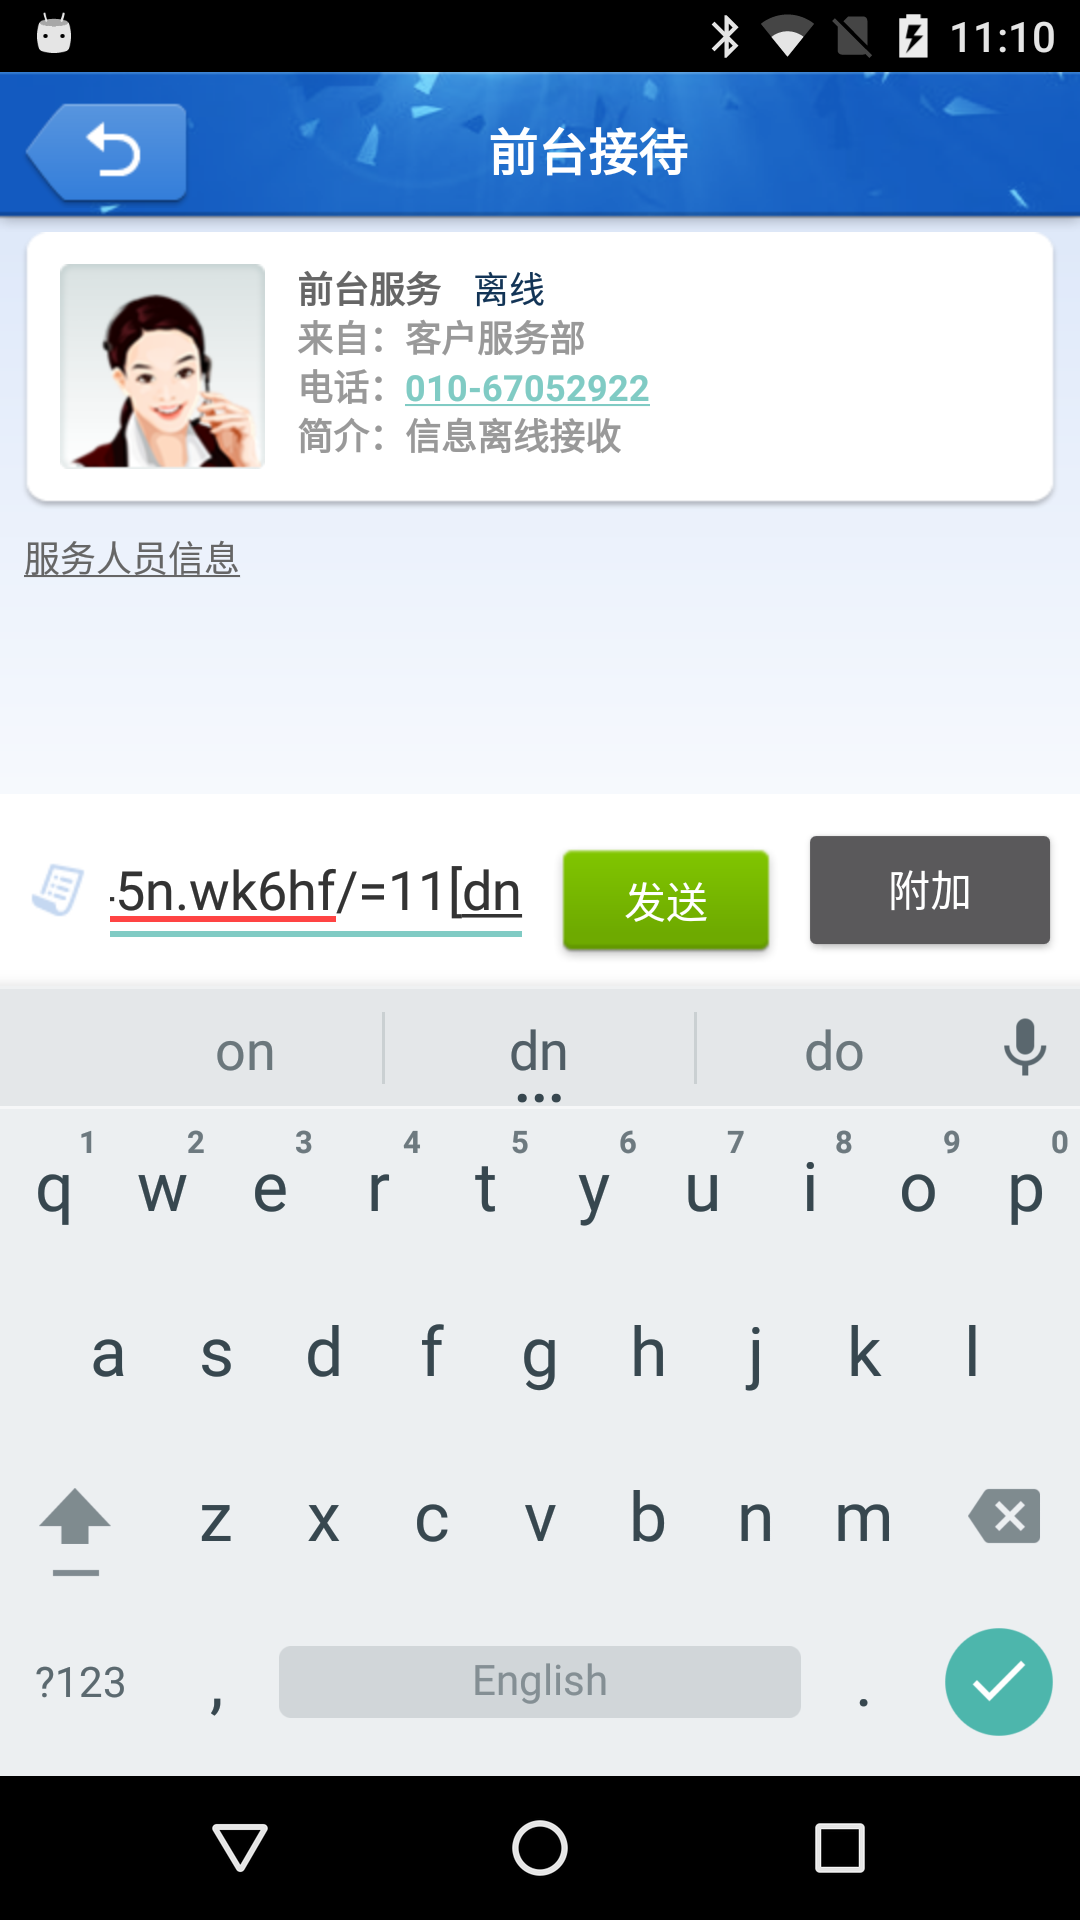 11:10
前台接待
前台服务 离线
来自：客户服务部
电话：010-67052922
简介：信息离线接收
服务人员信息
5n.wk6hf/=11[dn
发送
附加
on dn do
1 2 3 4 5 6 7 8 9 0
q w e r t y u i o p
a s d f g h j k l
z x c v b n m
?123 , English .